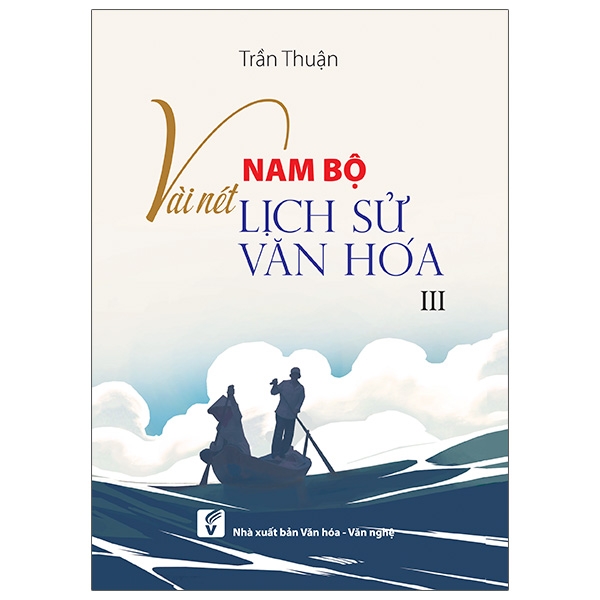 Trần Thuận
NAM BỘ
Vài nét
LỊCH SỬ
VĂN HÓA
III
V
Nhà xuất bản Văn hóa - Văn nghệ